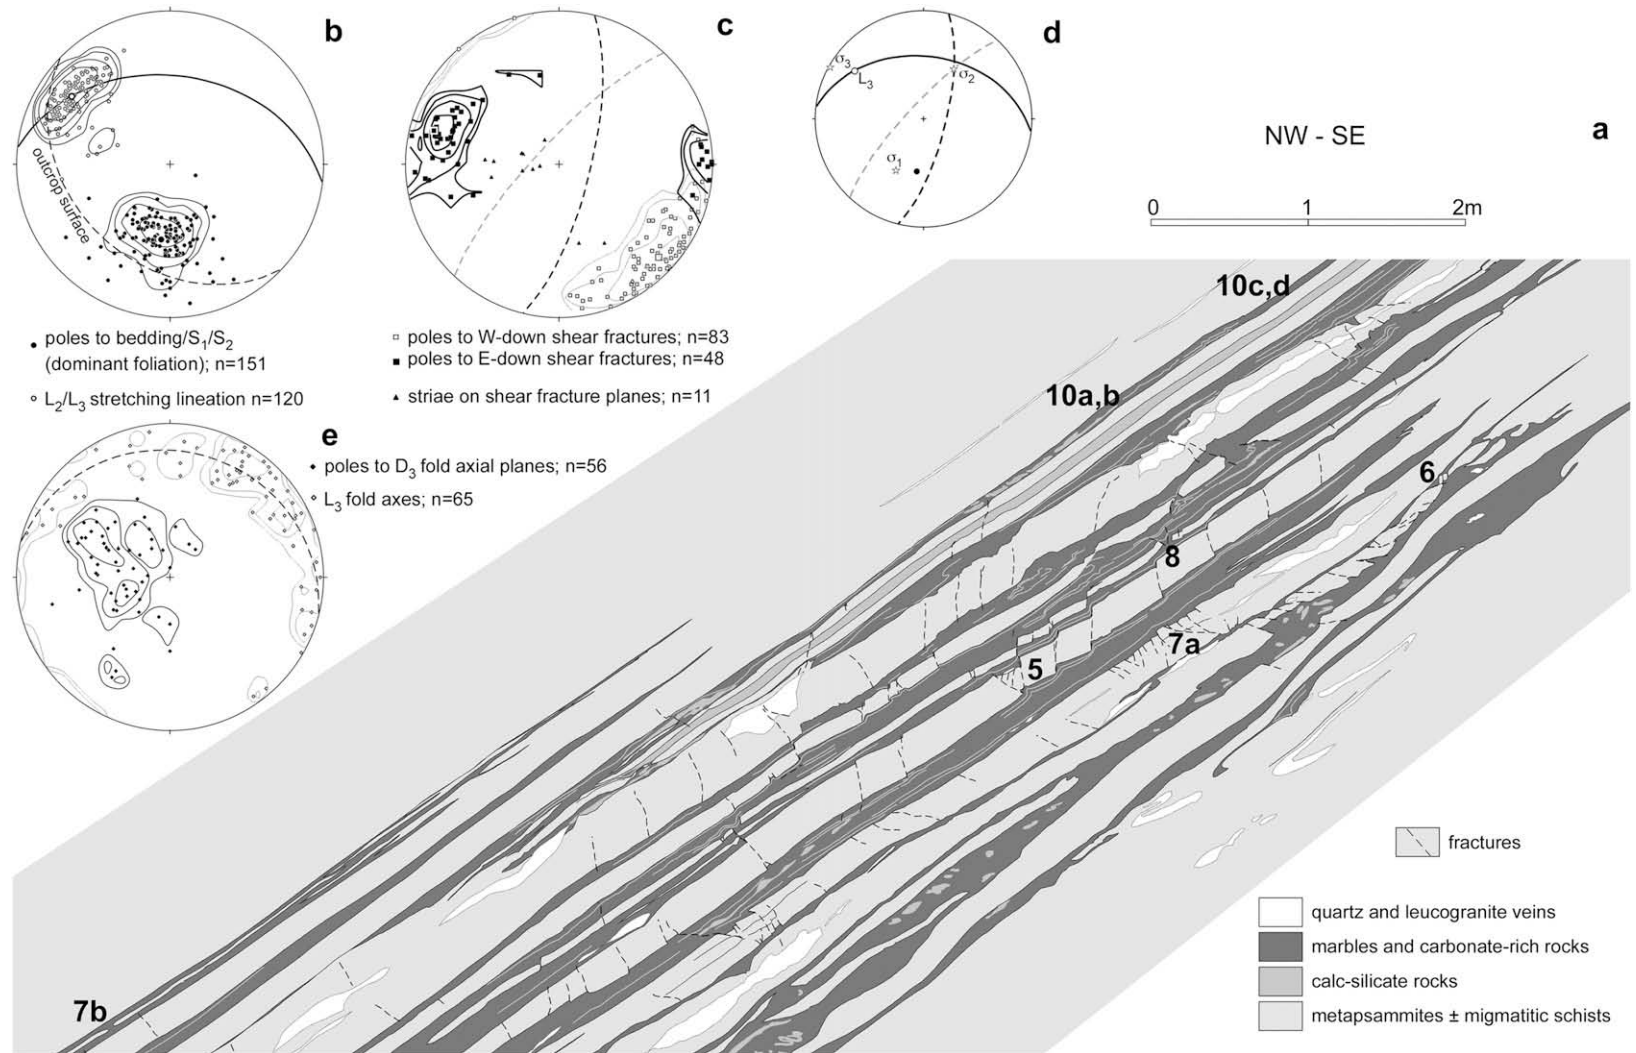 b
c
d
a
NW - SE
0 1 2m
outcrop surface
σ3
L3
σ2
σ1
• poles to bedding/S1/S2
(dominant foliation); n=151
L2/L3 stretching lineation n=120
poles to W-down shear fractures; n=83
poles to E-down shear fractures; n=48
striae on shear fracture planes; n=11
e
poles to D3 fold axial planes; n=56
L3 fold axes; n=65
10c,d
10a,b
6
8
7a
5
7b
fractures
quartz and leucogranite veins
marbles and carbonate-rich rocks
calc-silicate rocks
metapsammites ± migmatitic schists